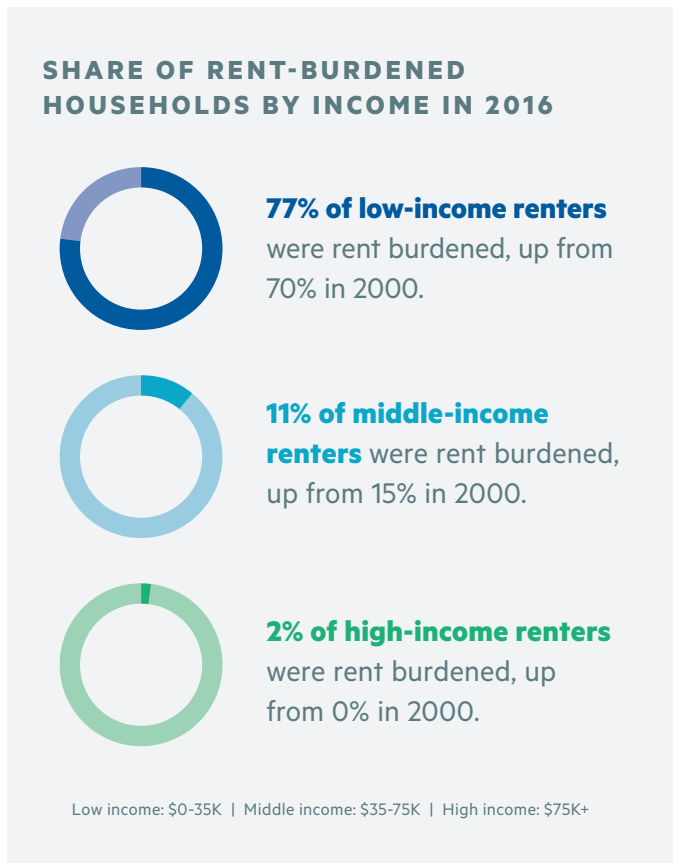 SHARE OF RENT-BURDENED
HOUSEHOLDS BY INCOME IN 2016
77% of low-income renters
were rent burdened, up from
70% in 2000.
11% of middle-income
renters were rent burdened,
up from 15% in 2000.
2% of high-income renters
were rent burdened, up
from 0% in 2000.
Low income: $0-35K | Middle income: $35-75K | High income: $75K+